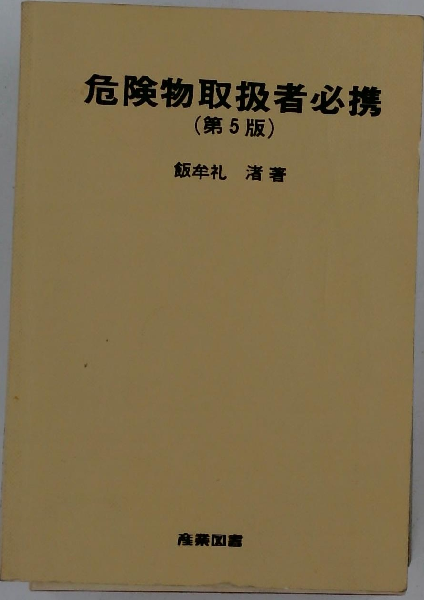 危険物取扱者必携
(第5版)
飯牟礼 渚著
産業図書